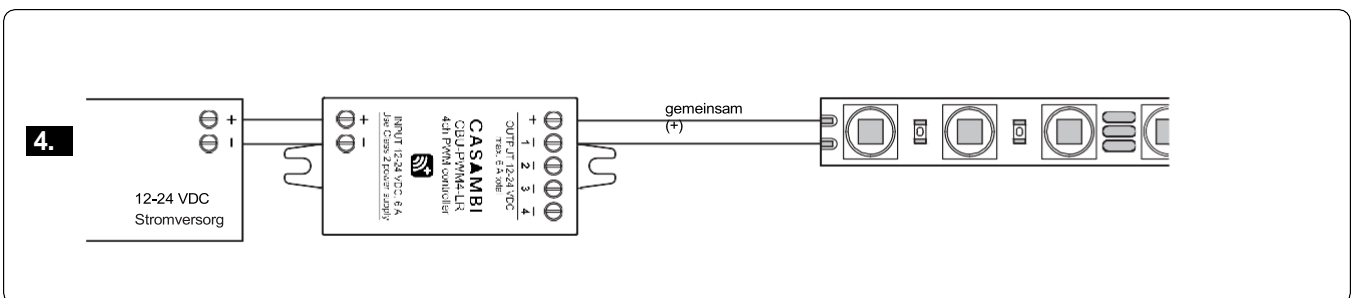 4.
+
-
12-24 VDC
Stromversorg
+
-
INPUT 12-24 VDC, 6 A
Use Class 2 power supply
CASAMBI
CBU-PWM4-LR
4ch PWM controller
OUTPUT 12-24 VDC
max. 6 A total
+
1 -
2 -
3 -
4 -
gemeinsam
(+)